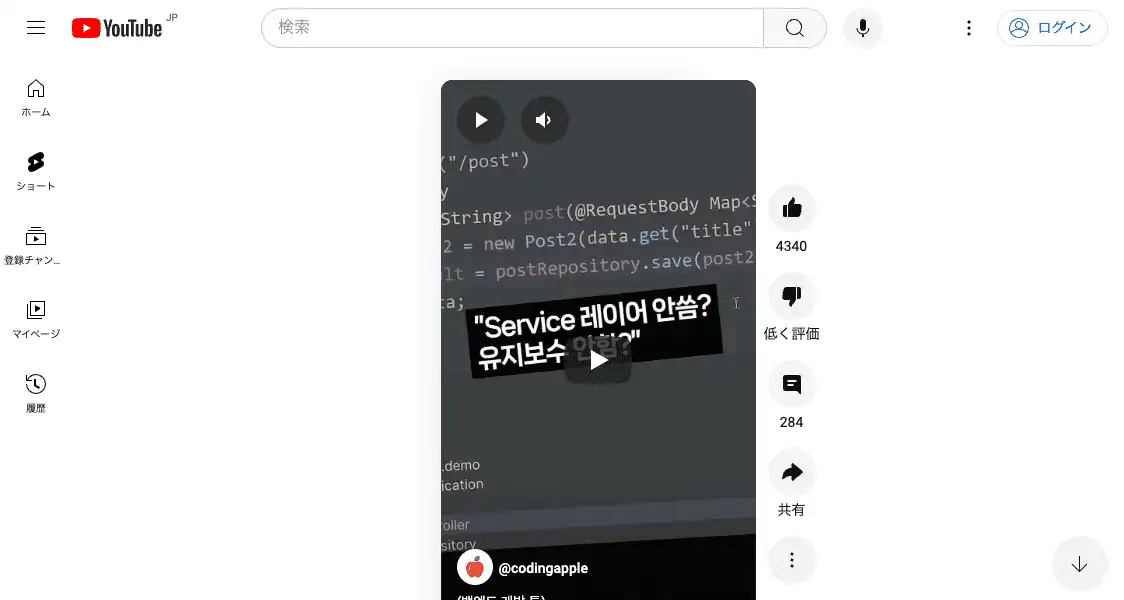 YouTube JP
検索
ログイン
ホーム
ショート
登録チャン...
マイページ
履歴
("/post")
y
String> post(@RequestBody Map<S
2 = new Post2(data.get("title"
lt = postRepository.save(post2
ta;
"Service 레이어 안씀?
유지보수 안함?"
.demo
ication
oller
sitory
@codingapple
4340
低く評価
284
共有